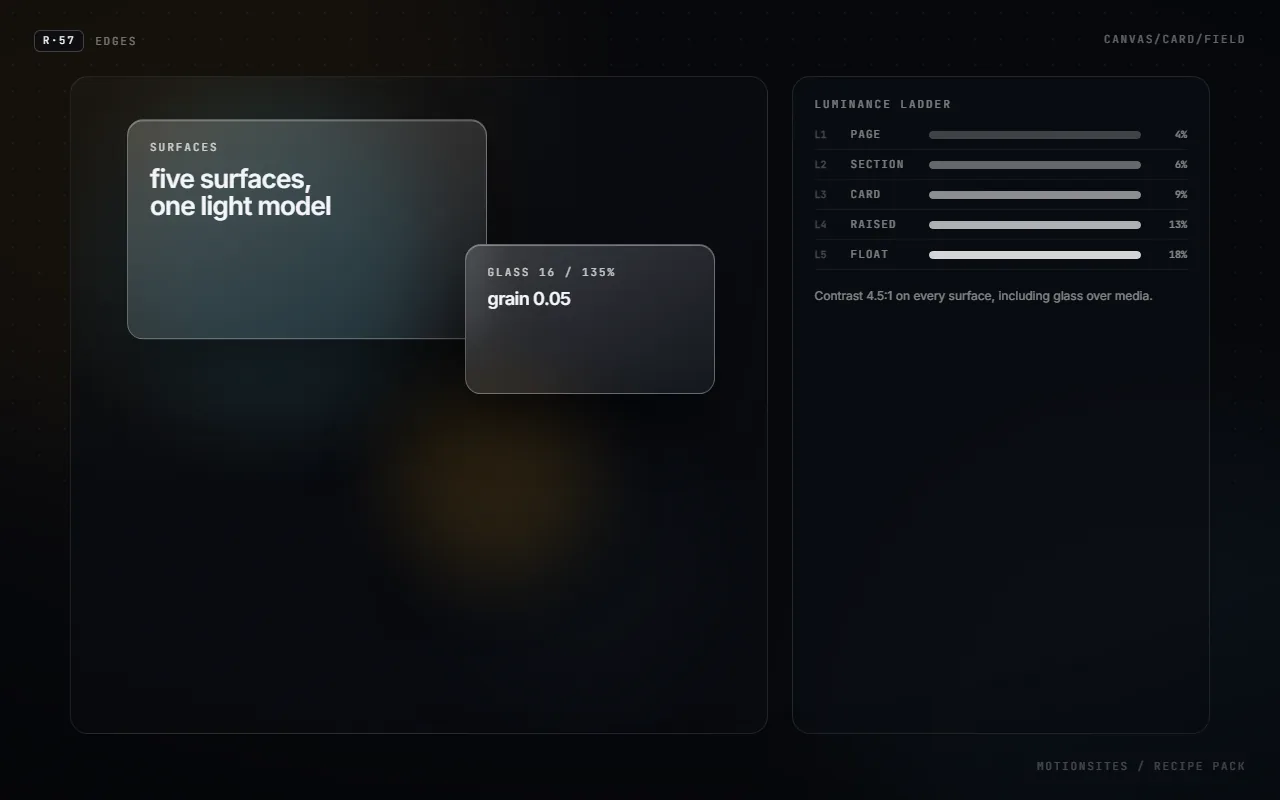 R·57 EDGES
CANVAS/CARD/FIELD
SURFACES
five surfaces,
one light model
GLASS 16 / 135%
grain 0.05
LUMINANCE LADDER
L1 PAGE 4%
L2 SECTION 6%
L3 CARD 9%
L4 RAISED 13%
L5 FLOAT 18%
Contrast 4.5:1 on every surface, including glass over media.
MOTIONSITES / RECIPE PACK